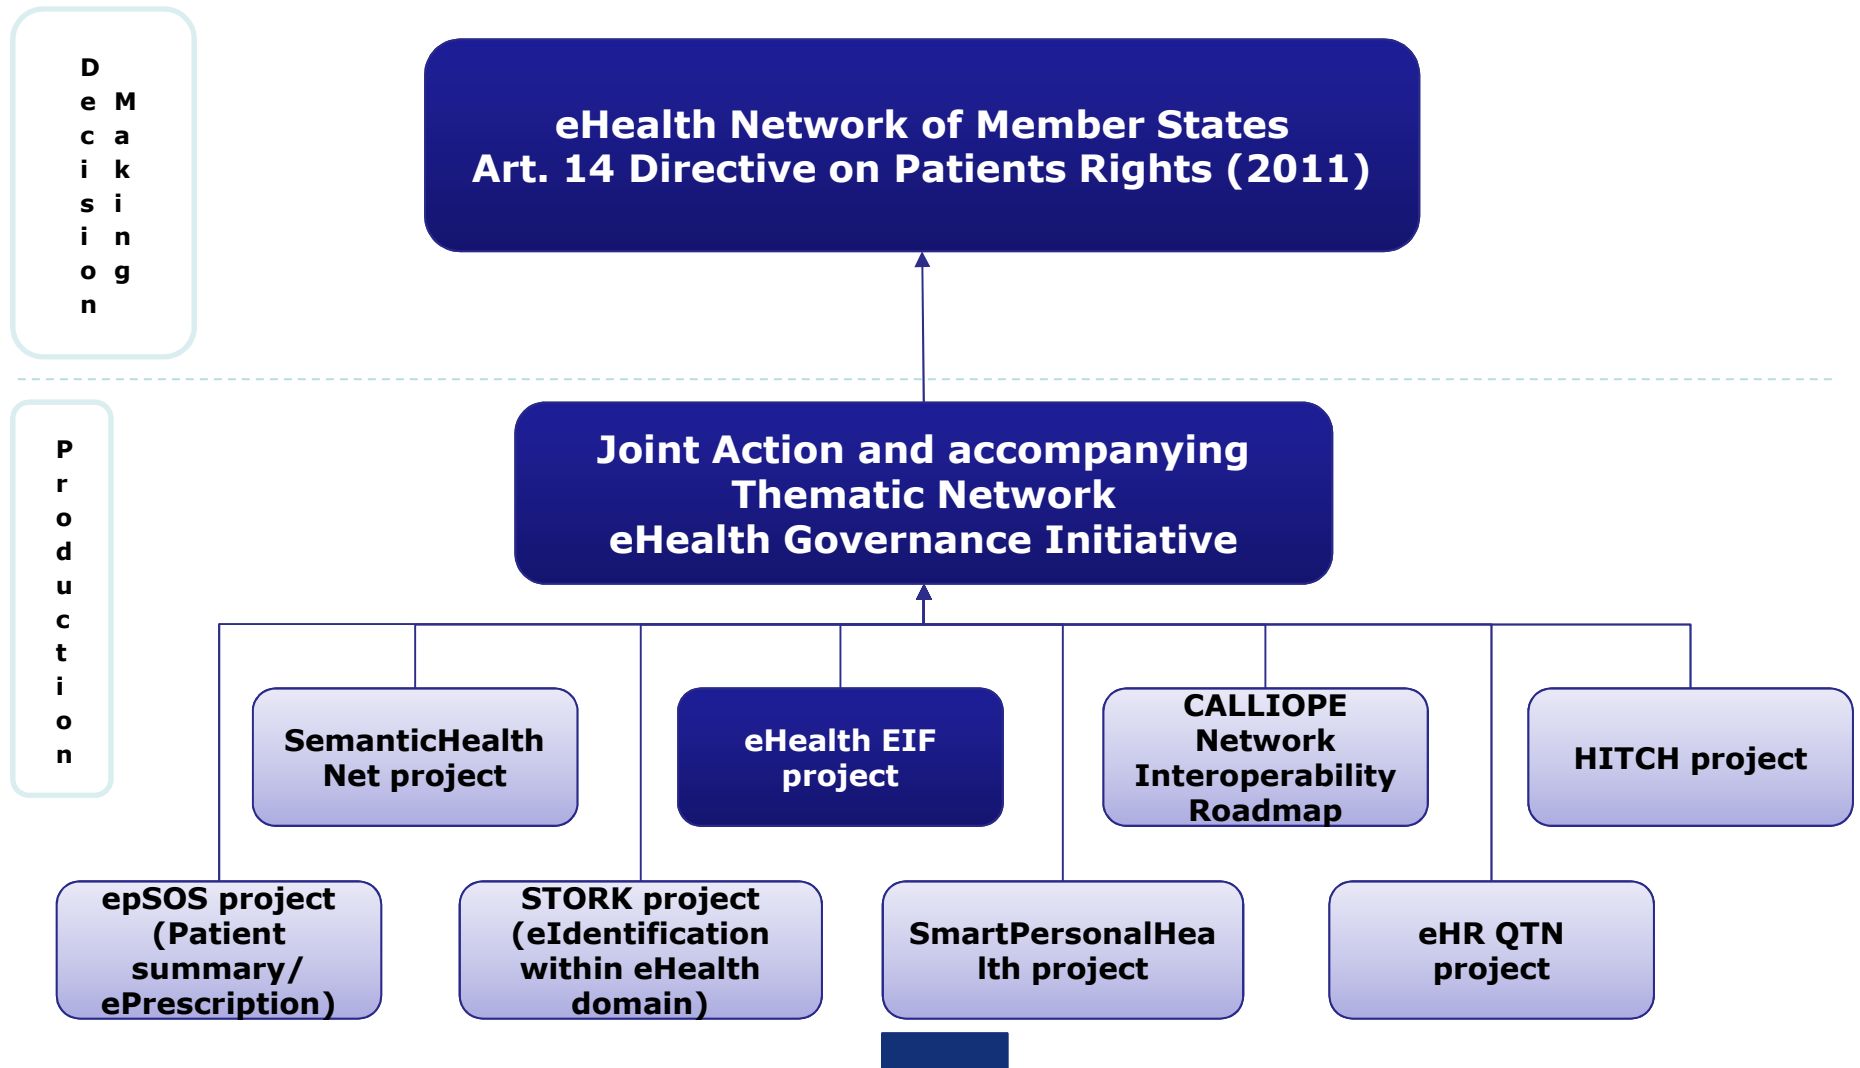 Decision
Making
eHealth Network of Member States
Art. 14 Directive on Patients Rights (2011)
Production
Joint Action and accompanying
Thematic Network
eHealth Governance Initiative
SemanticHealth
Net project
eHealth EIF
project
CALLIOPE
Network
Interoperability
Roadmap
HITCH project
epSOS project
(Patient
summary/
ePrescription)
STORK project
(eIdentification
within eHealth
domain)
SmartPersonalHea
lth project
eHR QTN
project